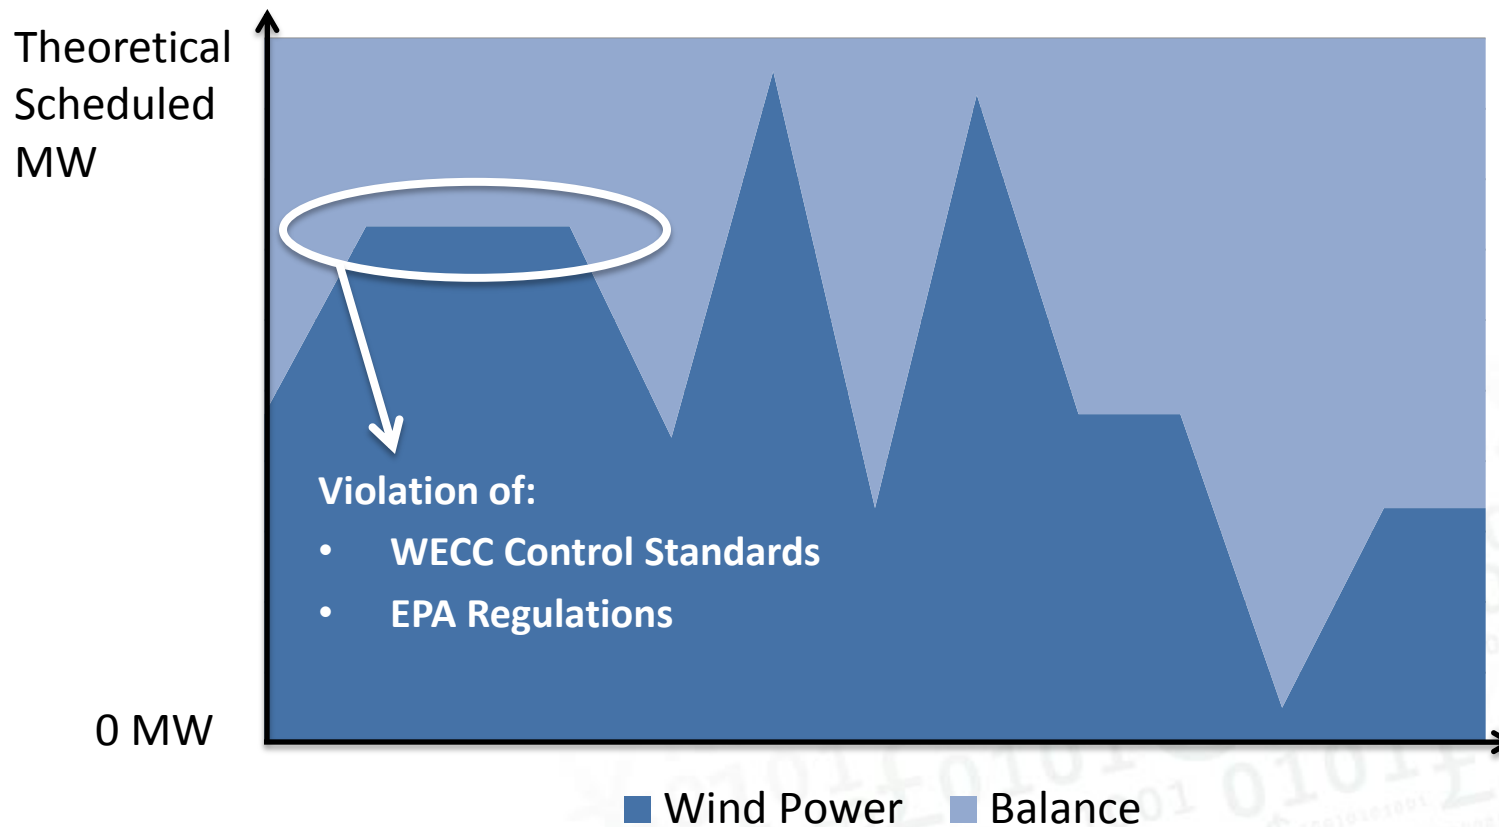 Theoretical
Scheduled
MW
Violation of:
• WECC Control Standards
• EPA Regulations
0 MW
Wind Power
Balance